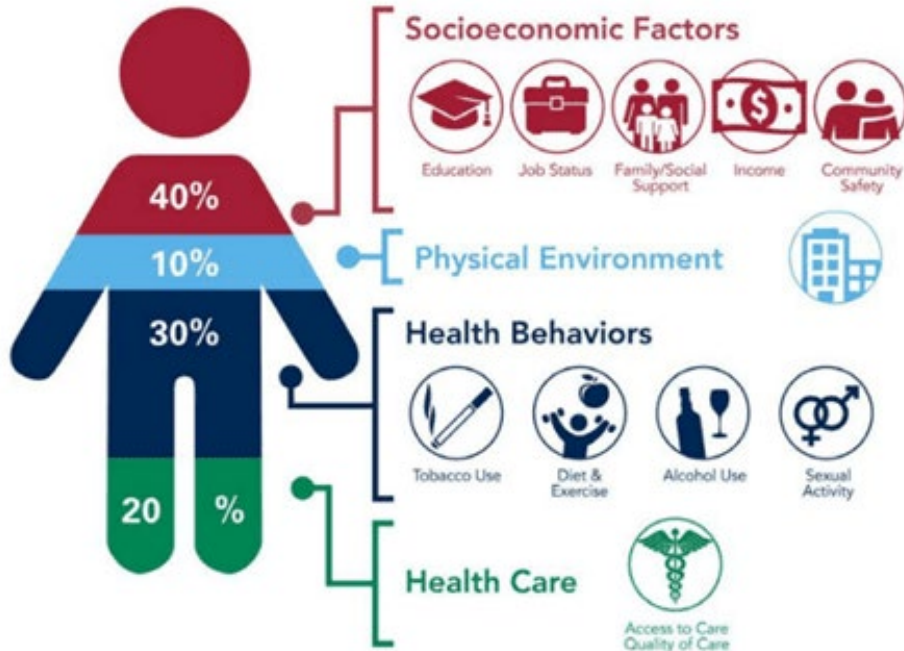 Socioeconomic Factors
Education
Job Status
Family/Social
Support
Income
Community
Safety
40%
10%
Physical Environment
30%
Health Behaviors
Tobacco Use
Diet &
Exercise
Alcohol Use
Sexual
Activity
20 %
Health Care
Access to Care
Quality of Care